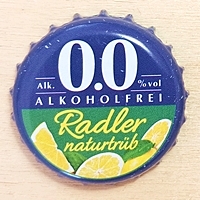 Alk. 0.0 % vol
ALKOHOLFREI
Radler
naturtrüb